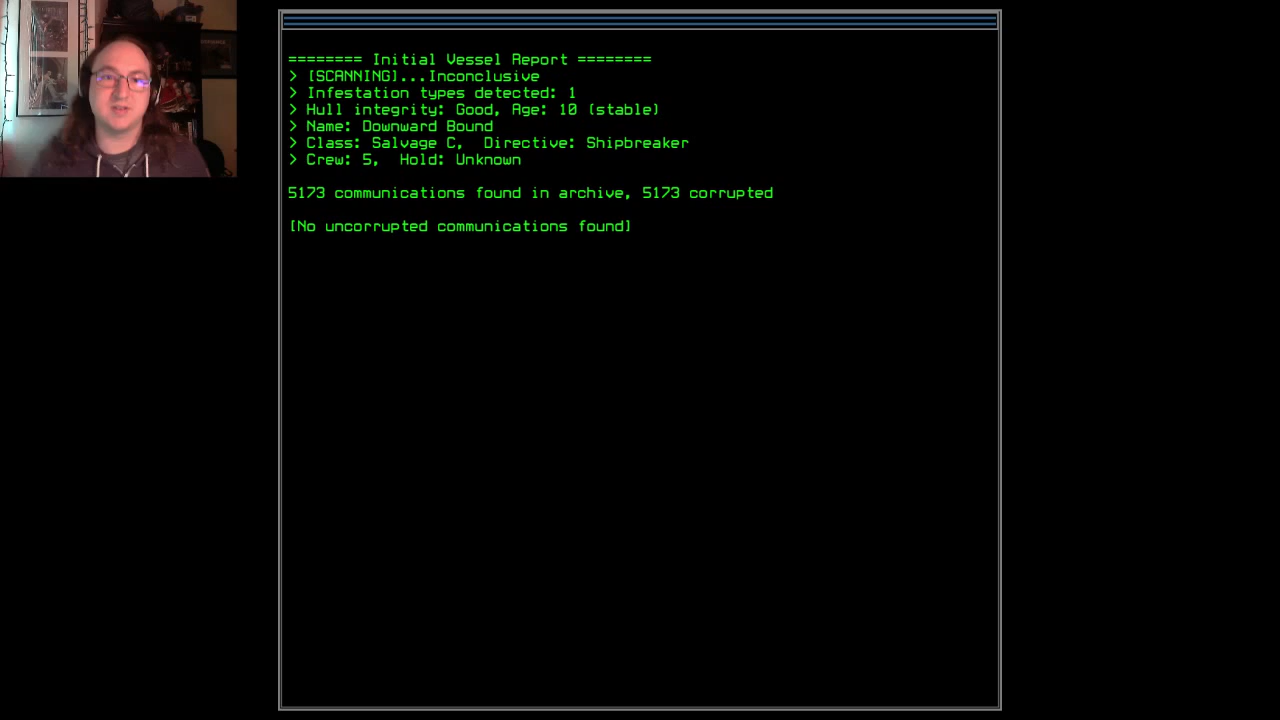 ======== Initial Vessel Report ========
> [SCANNING]...Inconclusive
> Infestation types detected: 1
> Hull integrity: Good, Age: 10 (stable)
> Name: Downward Bound
> Class: Salvage C,  Directive: Shipbreaker
> Crew: 5,  Hold: Unknown
5173 communications found in archive, 5173 corrupted
[No uncorrupted communications found]